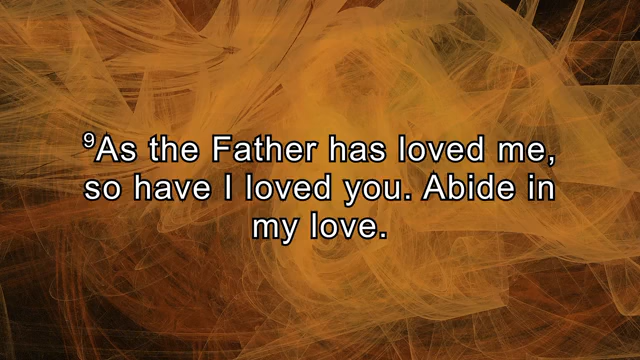 ⁹As the Father has loved me,
so have I loved you. Abide in
my love.